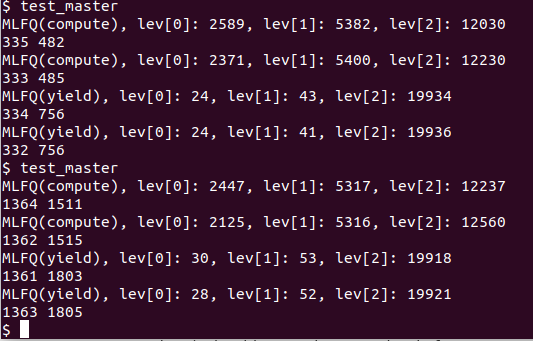 $ test_master
MLFQ(compute), lev[0]: 2589, lev[1]: 5382, lev[2]: 12030
335 482
MLFQ(compute), lev[0]: 2371, lev[1]: 5400, lev[2]: 12230
333 485
MLFQ(yield), lev[0]: 24, lev[1]: 43, lev[2]: 19934
334 756
MLFQ(yield), lev[0]: 24, lev[1]: 41, lev[2]: 19936
332 756
$ test_master
MLFQ(compute), lev[0]: 2447, lev[1]: 5317, lev[2]: 12237
1364 1511
MLFQ(compute), lev[0]: 2125, lev[1]: 5316, lev[2]: 12560
1362 1515
MLFQ(yield), lev[0]: 30, lev[1]: 53, lev[2]: 19918
1361 1803
MLFQ(yield), lev[0]: 28, lev[1]: 52, lev[2]: 19921
1363 1805
$